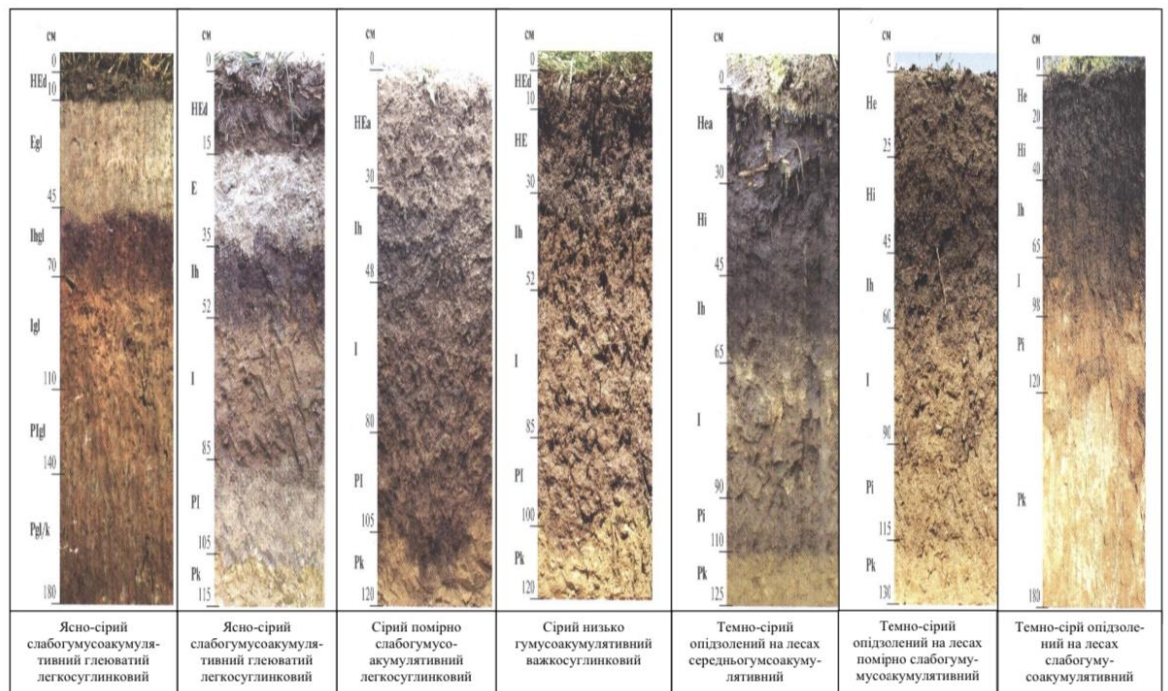 см
0
НЕd
10
Egl
45
Ihgl
70
Igl
110
PIgl
140
Pgl/k
180
Ясно-сірий
слабогумусоакумуля-
тивний глеюватий
легкосуглинковий
см
0
HEd
15
E
35
Ih
52
I
85
PI
105
Pk
115
Ясно-сірий
слабогумусоакумуля-
тивний глеюватий
легкосуглинковий
см
0
HEa
30
Ih
48
I
80
PI
105
Pk
120
Сірий помірно
слабогумусо-
акумулятивний
легкосуглинковий
см
0
HEd
10
HE
30
Ih
52
I
85
PI
100
Pk
120
Сірий низько
гумусоакумулятивний
важкосуглинковий
см
0
Hea
30
Hi
45
Ih
65
I
90
Pi
110
Pk
125
Темно-сірий
опідзолений на лесах
середньогумсоакуму-
лятивний
см
0
He
25
Hi
45
Ih
60
I
90
Pi
115
Pk
130
Темно-сірий
опідзолений на лесах
помірно слабогуму-
мусоакумулятивний
см
0
He
20
Hi
40
Ih
65
I
98
Pi
120
Pk
180
Темно-сірй опідзоле-
ний на лесах
слабогуму-
соакумулятивний